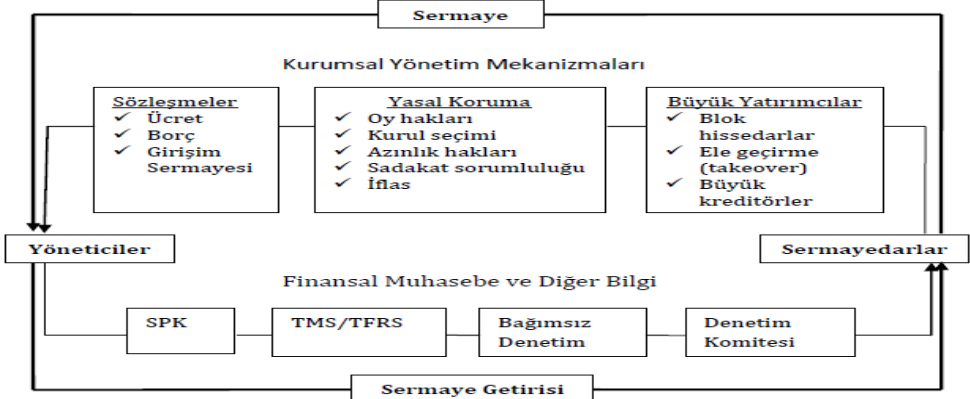 Sermaye
Kurumsal Yönetim Mekanizmaları
Sözleşmeler
✓ Ücret
✓ Borç
✓ Girişim
Sermayesi
Yasal Koruma
✓ Oy hakları
✓ Kurul seçimi
✓ Azınlık hakları
✓ Sadakat sorumluluğu
✓ İflas
Büyük Yatırımcılar
✓ Blok
hissedarlar
✓ Ele geçirme
(takeover)
✓ Büyük
kreditörler
Yöneticiler
Sermayedarlar
Finansal Muhasebe ve Diğer Bilgi
SPK
TMS/TFRS
Bağımsız
Denetim
Denetim
Komitesi
Sermaye Getirisi